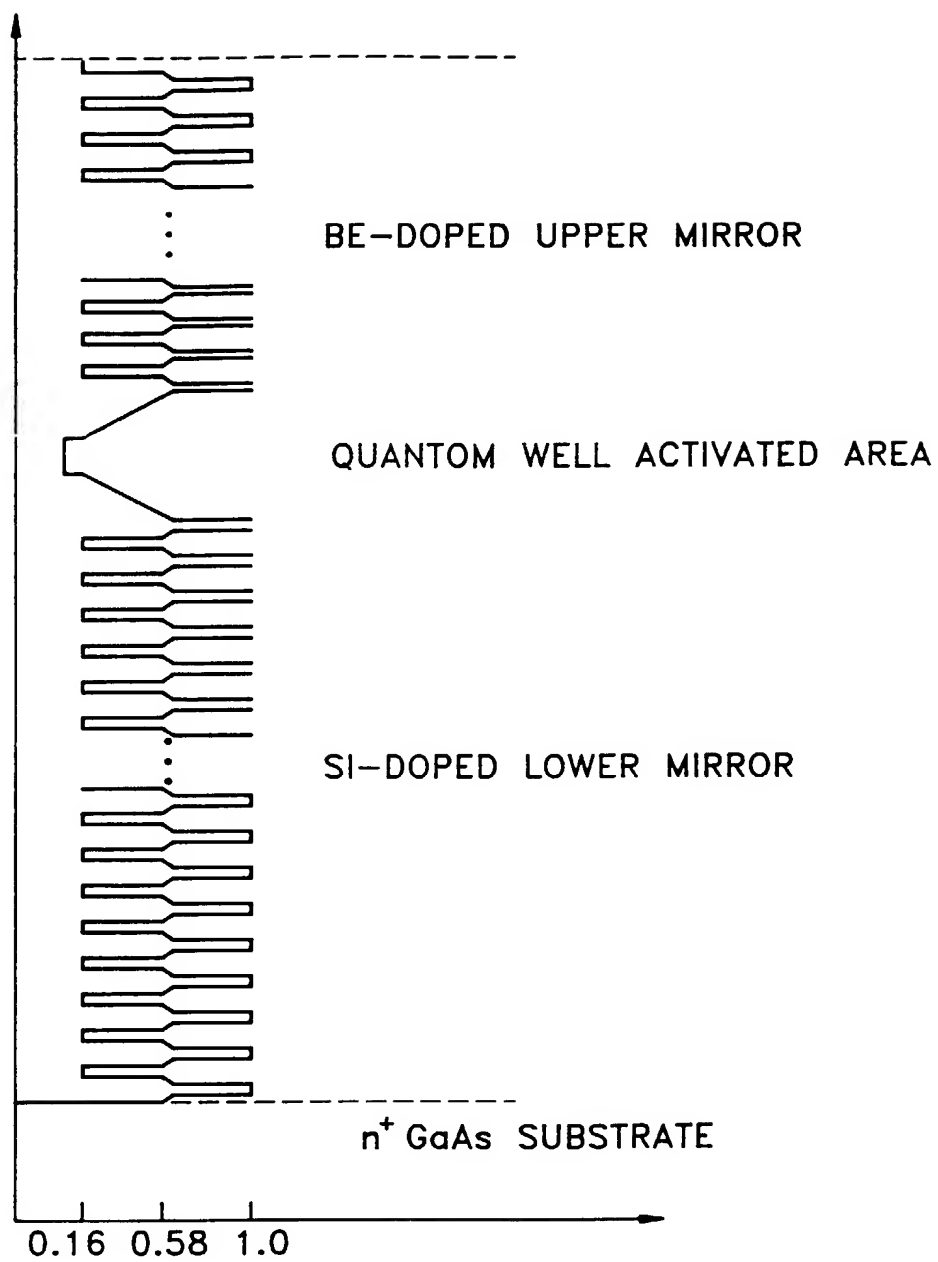 BE-DOPED UPPER MIRROR
QUANTOM WELL ACTIVATED AREA
SI-DOPED LOWER MIRROR
n+ GaAs SUBSTRATE
0.16 0.58 1.0